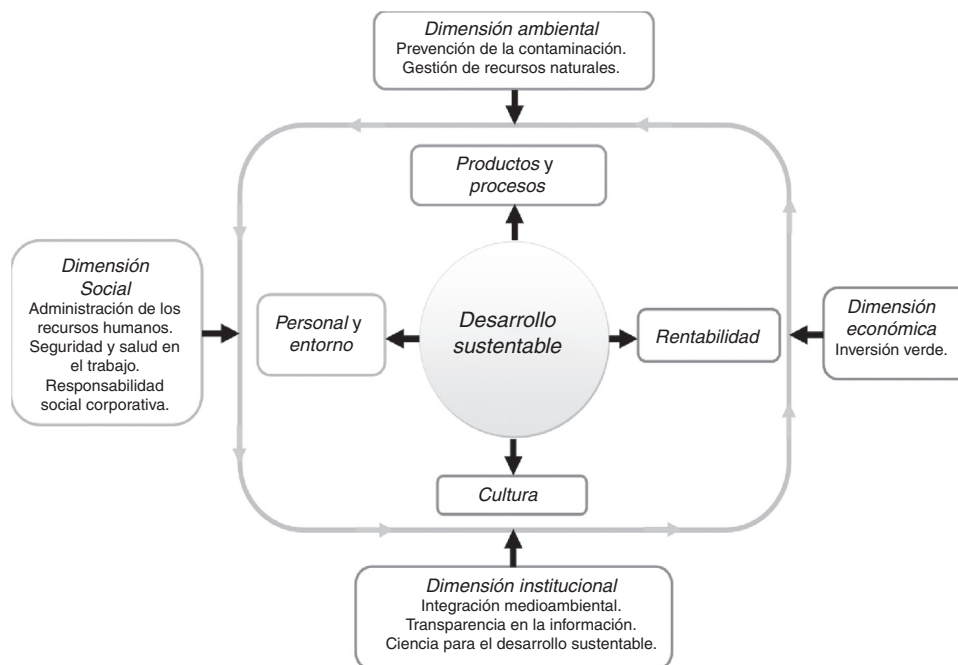 Dimensión ambiental
Prevención de la contaminación.
Gestión de recursos naturales.
Productos y
procesos
Dimensión
Social
Administración de los
recursos humanos.
Seguridad y salud en
el trabajo.
Responsabilidad
social corporativa.
Personal y
entorno
Desarrollo
sustentable
Rentabilidad
Dimensión
económica
Inversión verde.
Cultura
Dimensión institucional
Integración medioambiental.
Transparencia en la información.
Ciencia para el desarrollo sustentable.